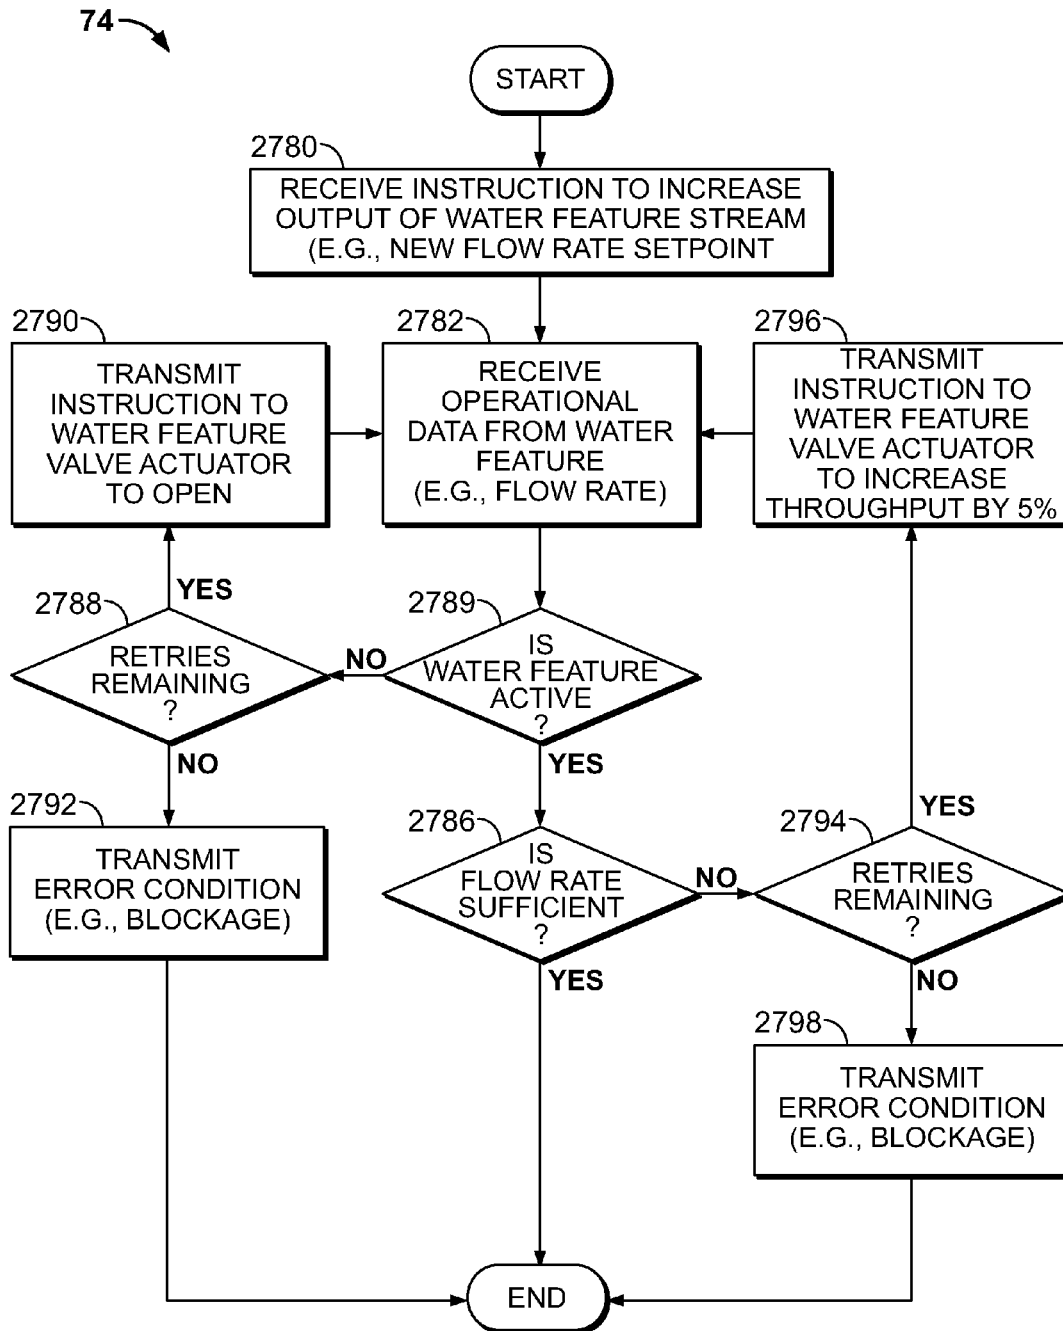 74
START
2780
RECEIVE INSTRUCTION TO INCREASE
OUTPUT OF WATER FEATURE STREAM
(E.G., NEW FLOW RATE SETPOINT
2790
TRANSMIT
INSTRUCTION TO
WATER FEATURE
VALVE ACTUATOR
TO OPEN
2782
RECEIVE
OPERATIONAL
DATA FROM WATER
FEATURE
(E.G., FLOW RATE)
2796
TRANSMIT
INSTRUCTION TO
WATER FEATURE
VALVE ACTUATOR
TO INCREASE
THROUGHPUT BY 5%
YES
2788
RETRIES
REMAINING
?
NO
NO
2789
IS
WATER FEATURE
ACTIVE
?
YES
2792
TRANSMIT
ERROR CONDITION
(E.G., BLOCKAGE)
2786
IS
FLOW RATE
SUFFICIENT
?
NO
YES
YES
2794
RETRIES
REMAINING
?
NO
2798
TRANSMIT
ERROR CONDITION
(E.G., BLOCKAGE)
END